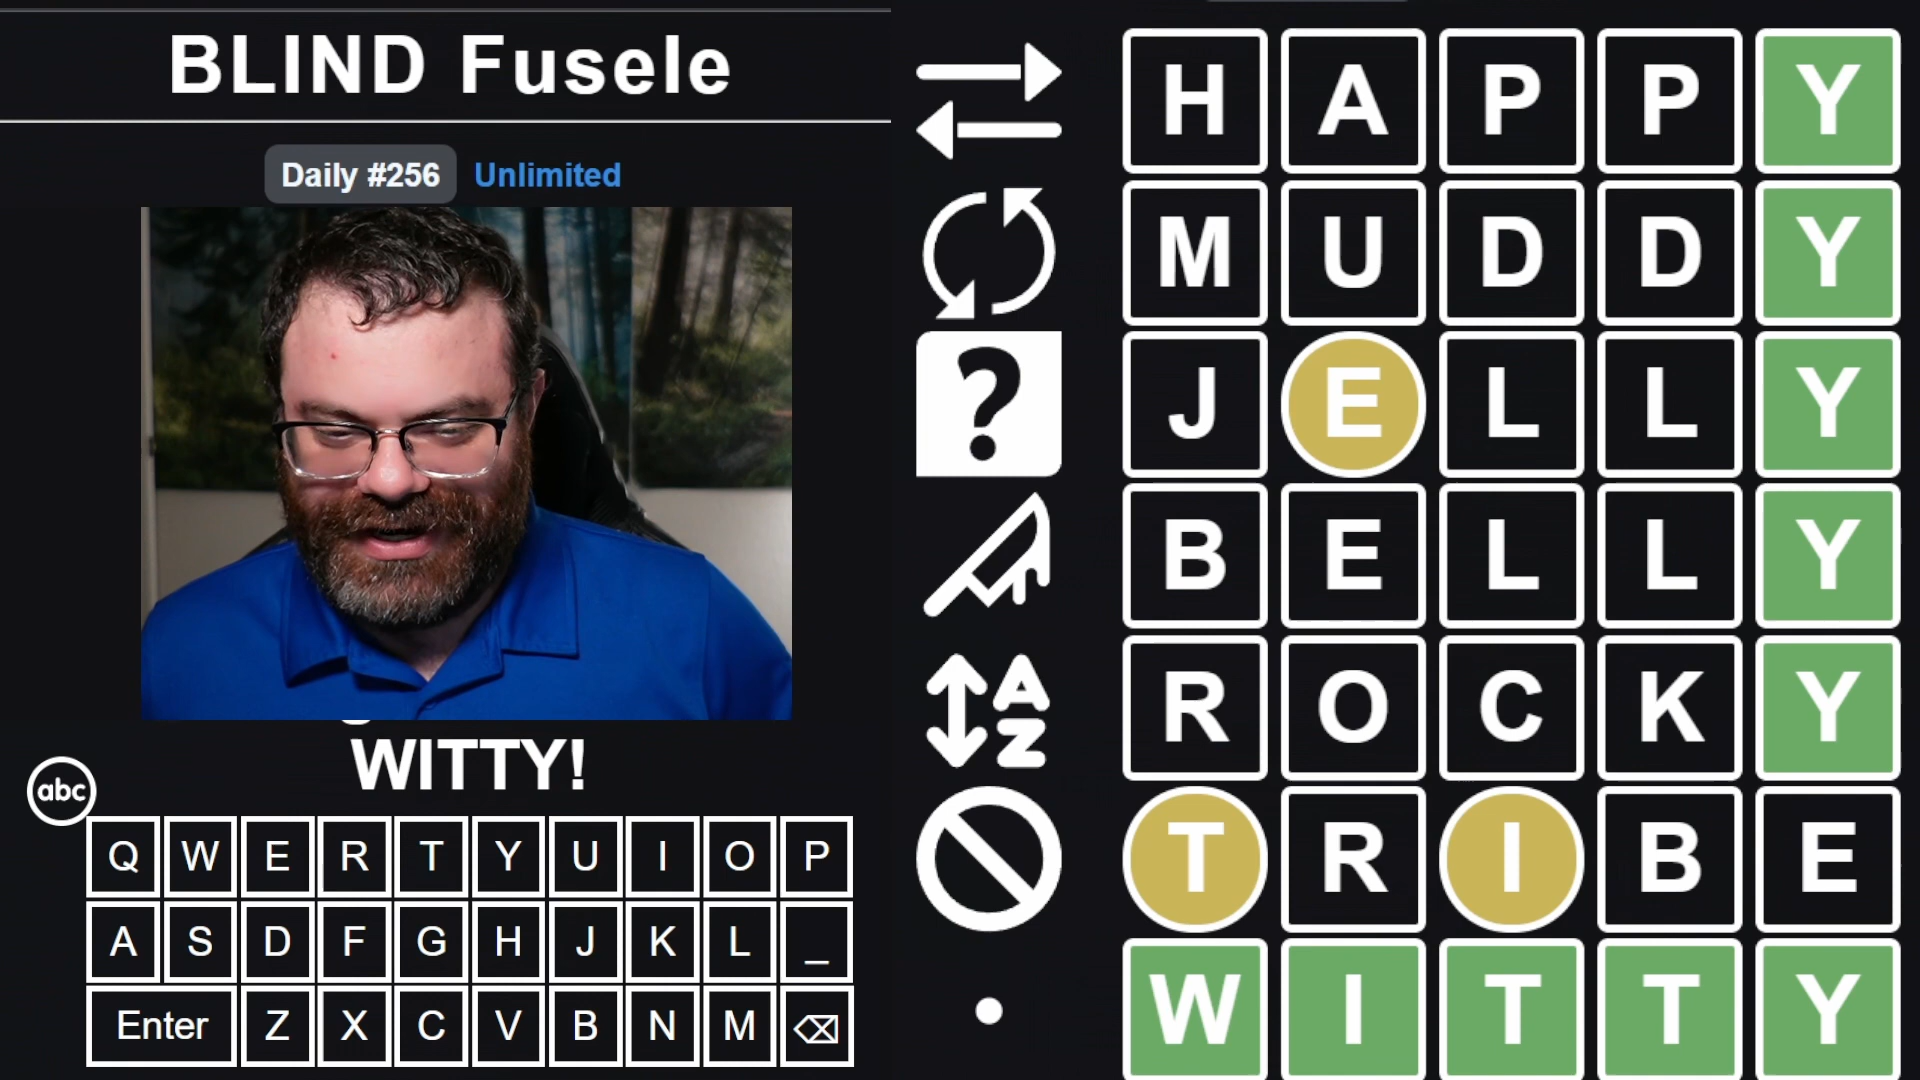 BLIND Fusele
Daily #256 Unlimited
WITTY!
abc
Q W E R T Y U I O P
A S D F G H J K L _
Enter Z X C V B N M ⌫
H A P P Y
M U D D Y
? J E L L Y
B E L L Y
A Z R O C K Y
T R I B E
W I T T Y